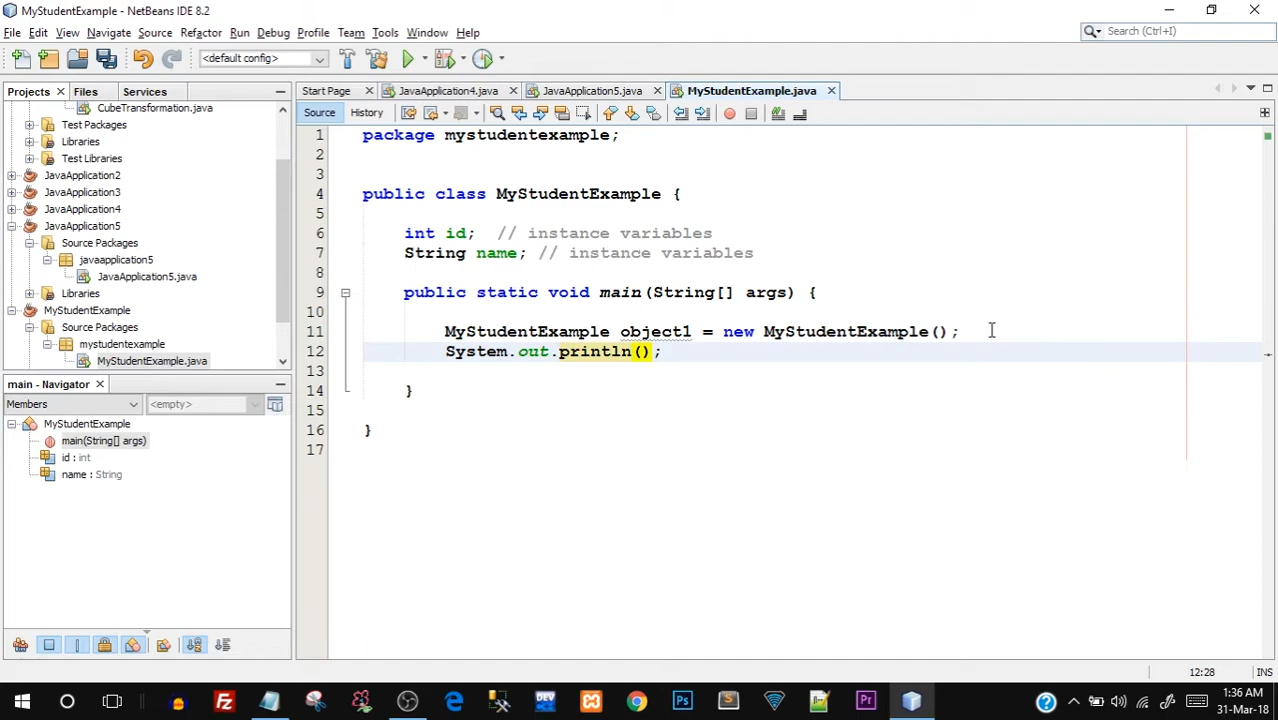 MyStudentExample - NetBeans IDE 8.2
File Edit View Navigate Source Refactor Run Debug Profile Team Tools Window Help
Search (Ctrl+I)
<default config>
Projects Files Services
Start Page JavaApplication4.java JavaApplication5.java MyStudentExample.java
Source History
CubeTransformation.java
Test Packages
Libraries
Test Libraries
JavaApplication2
JavaApplication3
JavaApplication4
JavaApplication5
Source Packages
javaapplication5
JavaApplication5.java
Libraries
MyStudentExample
Source Packages
mystudentexample
MyStudentExample.java
main - Navigator
Members <empty>
MyStudentExample
main(String[] args)
id : int
name : String
1 package mystudentexample;
2
3
4 public class MyStudentExample {
5
6 int id; // instance variables
7 String name; // instance variables
8
9 public static void main(String[] args) {
10
11 MyStudentExample object1 = new MyStudentExample();
12 System.out.println();
13
14 }
15
16 }
17
12:28 INS
DEV Ps S Pr
1:36 AM
31-Mar-18